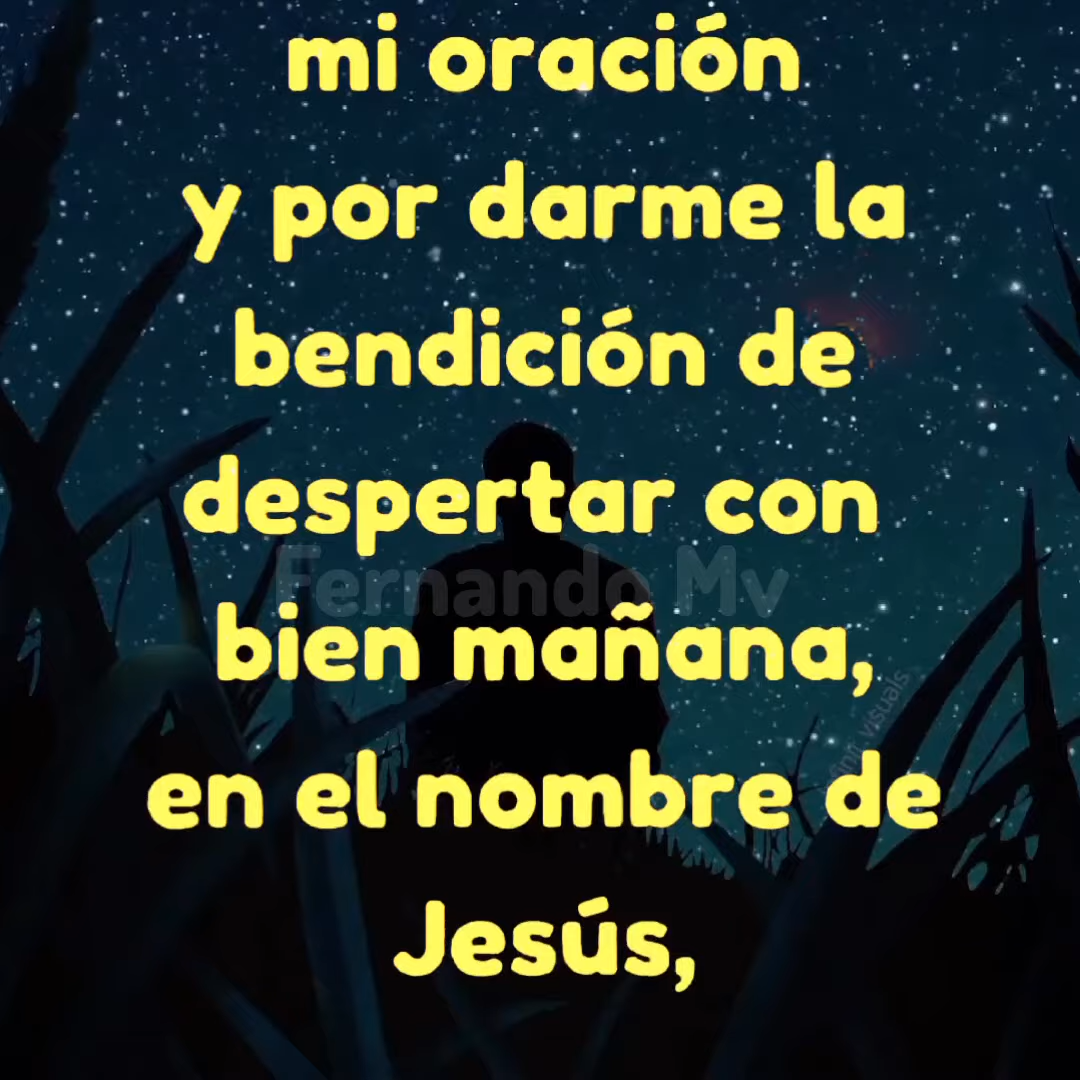 mi oración
y por darme la
bendición de
despertar con
Fernando Mv
bien mañana,
en el nombre de
Jesús,